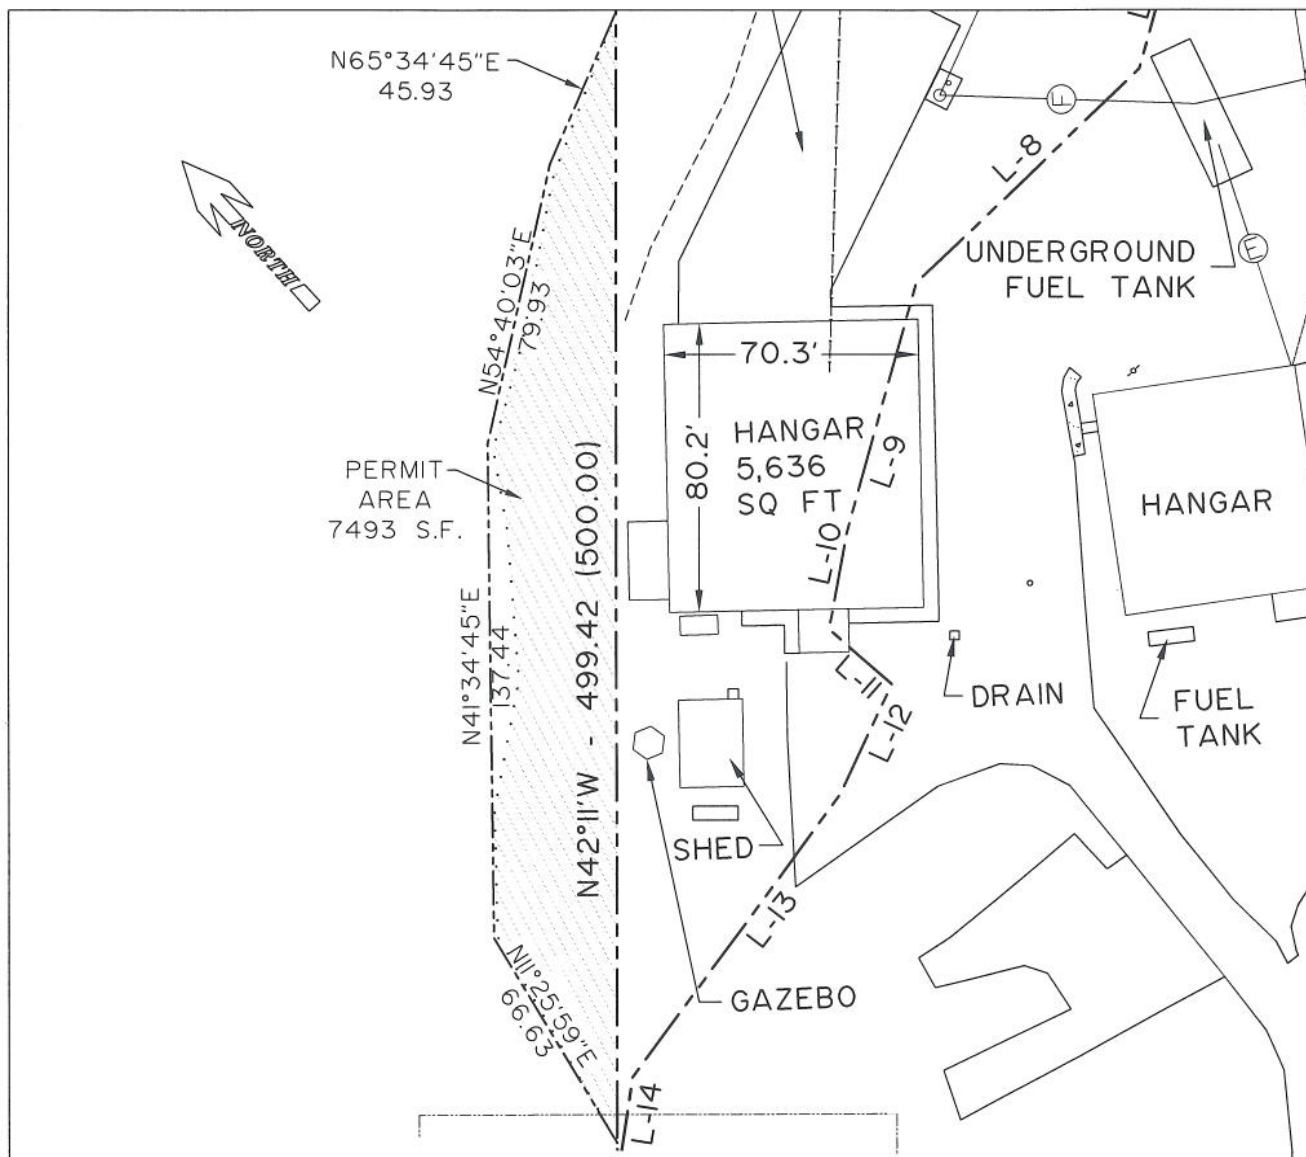 N65°34'45"E
45.93
NORTH
N54°40'03"E
79.93
PERMIT
AREA
7493 S.F.
N41°34'45"E
137.44
N11°25'59"E
66.63
N42°11'W - 499.42 (500.00)
70.3'
80.2'
HANGAR
5,636
SQ FT
L-8
L-9
L-10
L-11
L-12
L-13
L-14
F
F
UNDERGROUND
FUEL TANK
HANGAR
DRAIN
FUEL
TANK
SHED
GAZEBO